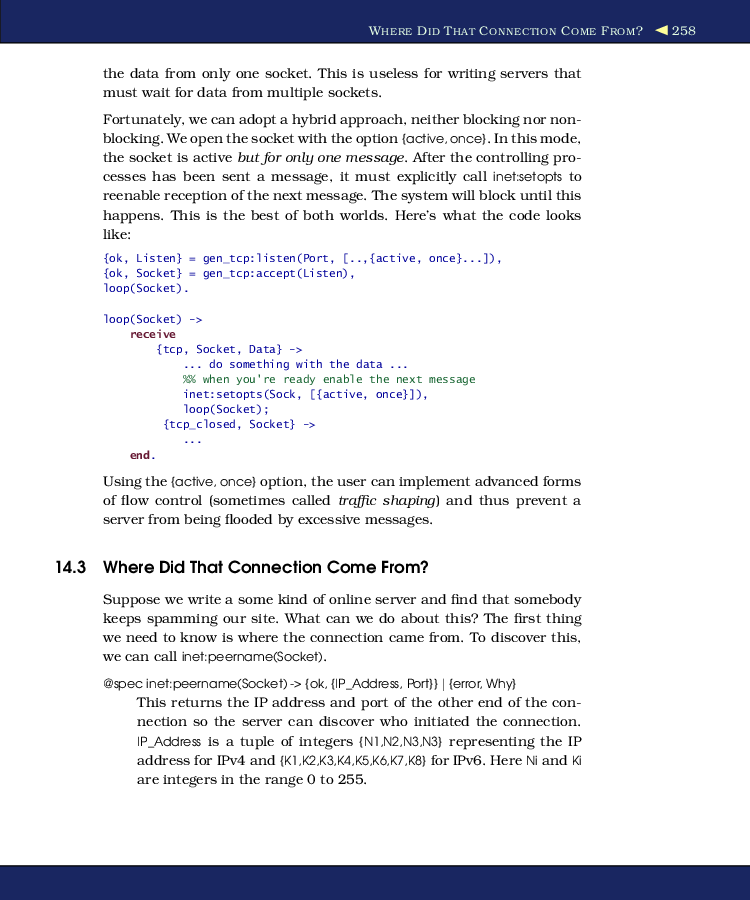 WHERE DID THAT CONNECTION COME FROM? ◀ 258
the data from only one socket. This is useless for writing servers that
must wait for data from multiple sockets.
Fortunately, we can adopt a hybrid approach, neither blocking nor non-
blocking. We open the socket with the option {active, once}. In this mode,
the socket is active but for only one message. After the controlling pro-
cesses has been sent a message, it must explicitly call inet:setopts to
reenable reception of the next message. The system will block until this
happens. This is the best of both worlds. Here's what the code looks
like:
{ok, Listen} = gen_tcp:listen(Port, [..,{active, once}...]),
{ok, Socket} = gen_tcp:accept(Listen),
loop(Socket).
loop(Socket) ->
receive
{tcp, Socket, Data} ->
... do something with the data ...
%% when you're ready enable the next message
inet:setopts(Sock, [{active, once}]),
loop(Socket);
{tcp_closed, Socket} ->
...
end.
Using the {active, once} option, the user can implement advanced forms
of flow control (sometimes called traffic shaping) and thus prevent a
server from being flooded by excessive messages.
14.3 Where Did That Connection Come From?
Suppose we write a some kind of online server and find that somebody
keeps spamming our site. What can we do about this? The first thing
we need to know is where the connection came from. To discover this,
we can call inet:peername(Socket).
@spec inet:peername(Socket) -> {ok, {IP_Address, Port}} | {error, Why}
This returns the IP address and port of the other end of the con-
nection so the server can discover who initiated the connection.
IP_Address is a tuple of integers {N1,N2,N3,N3} representing the IP
address for IPv4 and {K1,K2,K3,K4,K5,K6,K7,K8} for IPv6. Here Ni and Ki
are integers in the range 0 to 255.